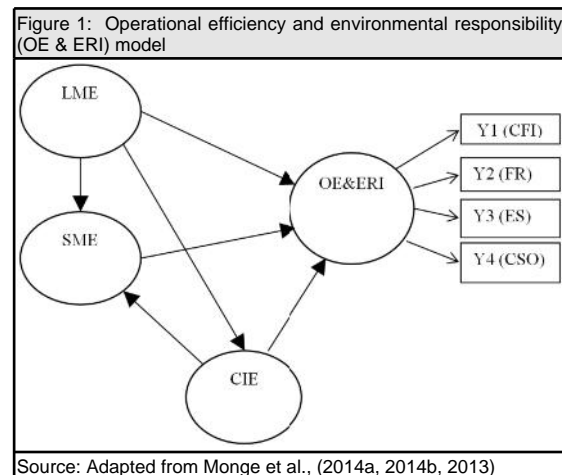 Figure 1: Operational efficiency and environmental responsibility
(OE & ERI) model
LME
Y1 (CFI)
OE&ERI
Y2 (FR)
Y3 (ES)
SME
Y4 (CSO)
CIE
Source: Adapted from Monge et al., (2014a, 2014b, 2013)